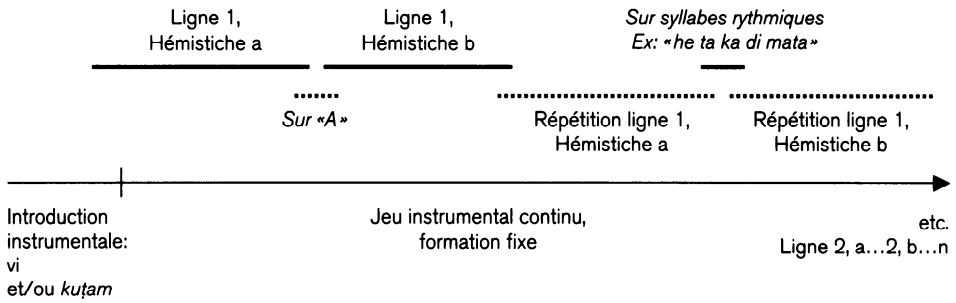 Ligne 1,
Hémistiche a
Ligne 1,
Hémistiche b
Sur syllabes rythmiques
Ex: «he ta ka di mata»
Sur «A»
Répétition ligne 1,
Hémistiche a
Répétition ligne 1,
Hémistiche b
Introduction
instrumentale:
vi
et/ou kuṭam
Jeu instrumental continu,
formation fixe
etc.
Ligne 2, a...2, b...n